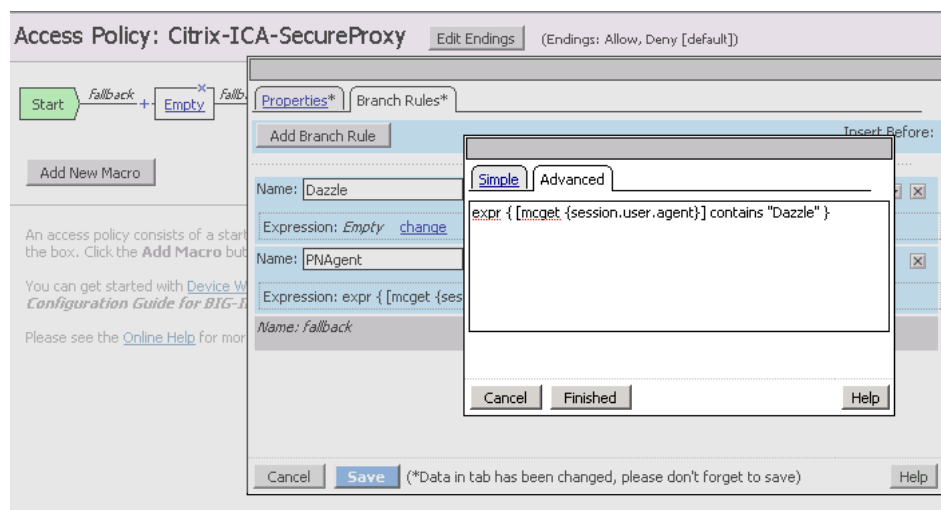 Access Policy: Citrix-ICA-SecureProxy Edit Endings (Endings: Allow, Deny [default])
Start fallback + Empty fallb
Properties* Branch Rules*
Add Branch Rule Insert Before:
Add New Macro
Simple Advanced
Name: Dazzle
expr { [mcget {session.user.agent}] contains "Dazzle" }
Expression: Empty change
An access policy consists of a start
the box. Click the Add Macro but
Name: PNAgent
You can get started with Device W
Configuration Guide for BIG-I
Expression: expr { [mcget {ses
Please see the Online Help for mor
Name: fallback
Cancel Finished Help
Cancel Save (*Data in tab has been changed, please don't forget to save) Help